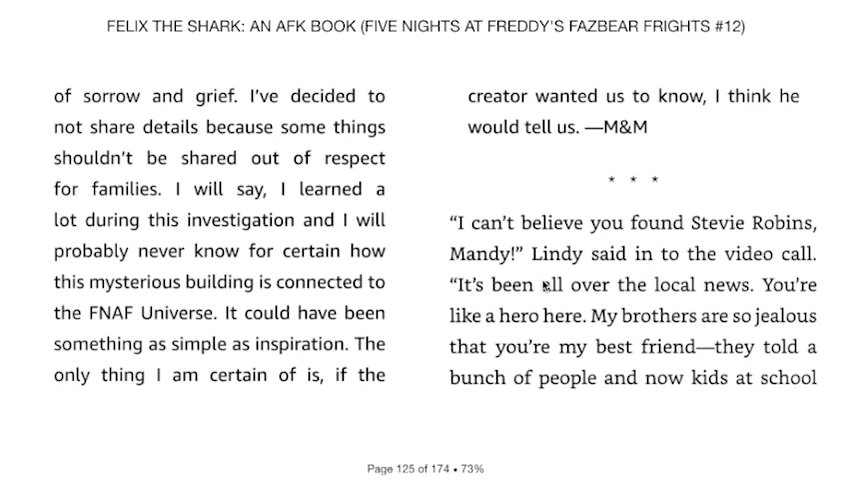 FELIX THE SHARK: AN AFK BOOK (FIVE NIGHTS AT FREDDY'S FAZBEAR FRIGHTS #12)
of sorrow and grief. I've decided to
not share details because some things
shouldn't be shared out of respect
for families. I will say, I learned a
lot during this investigation and I will
probably never know for certain how
this mysterious building is connected to
the FNAF Universe. It could have been
something as simple as inspiration. The
only thing I am certain of is, if the
creator wanted us to know, I think he
would tell us. —M&M
* * *
“I can't believe you found Stevie Robins,
Mandy!” Lindy said in to the video call.
“It's been all over the local news. You're
like a hero here. My brothers are so jealous
that you're my best friend—they told a
bunch of people and now kids at school
Page 125 of 174 • 73%